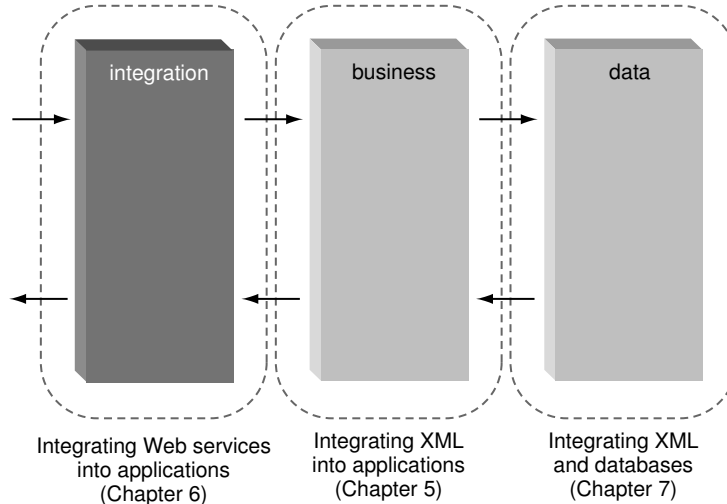 integration
business
data
Integrating Web services
into applications
(Chapter 6)
Integrating XML
into applications
(Chapter 5)
Integrating XML
and databases
(Chapter 7)